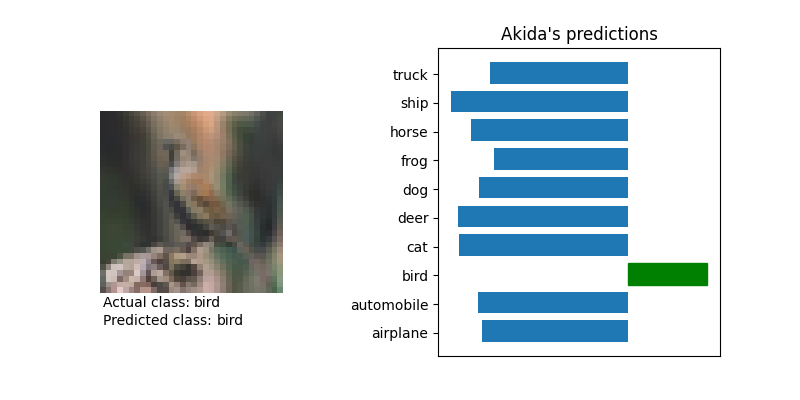 Akida's predictions
truck
ship
horse
frog
dog
deer
cat
bird
automobile
airplane
Actual class: bird
Predicted class: bird